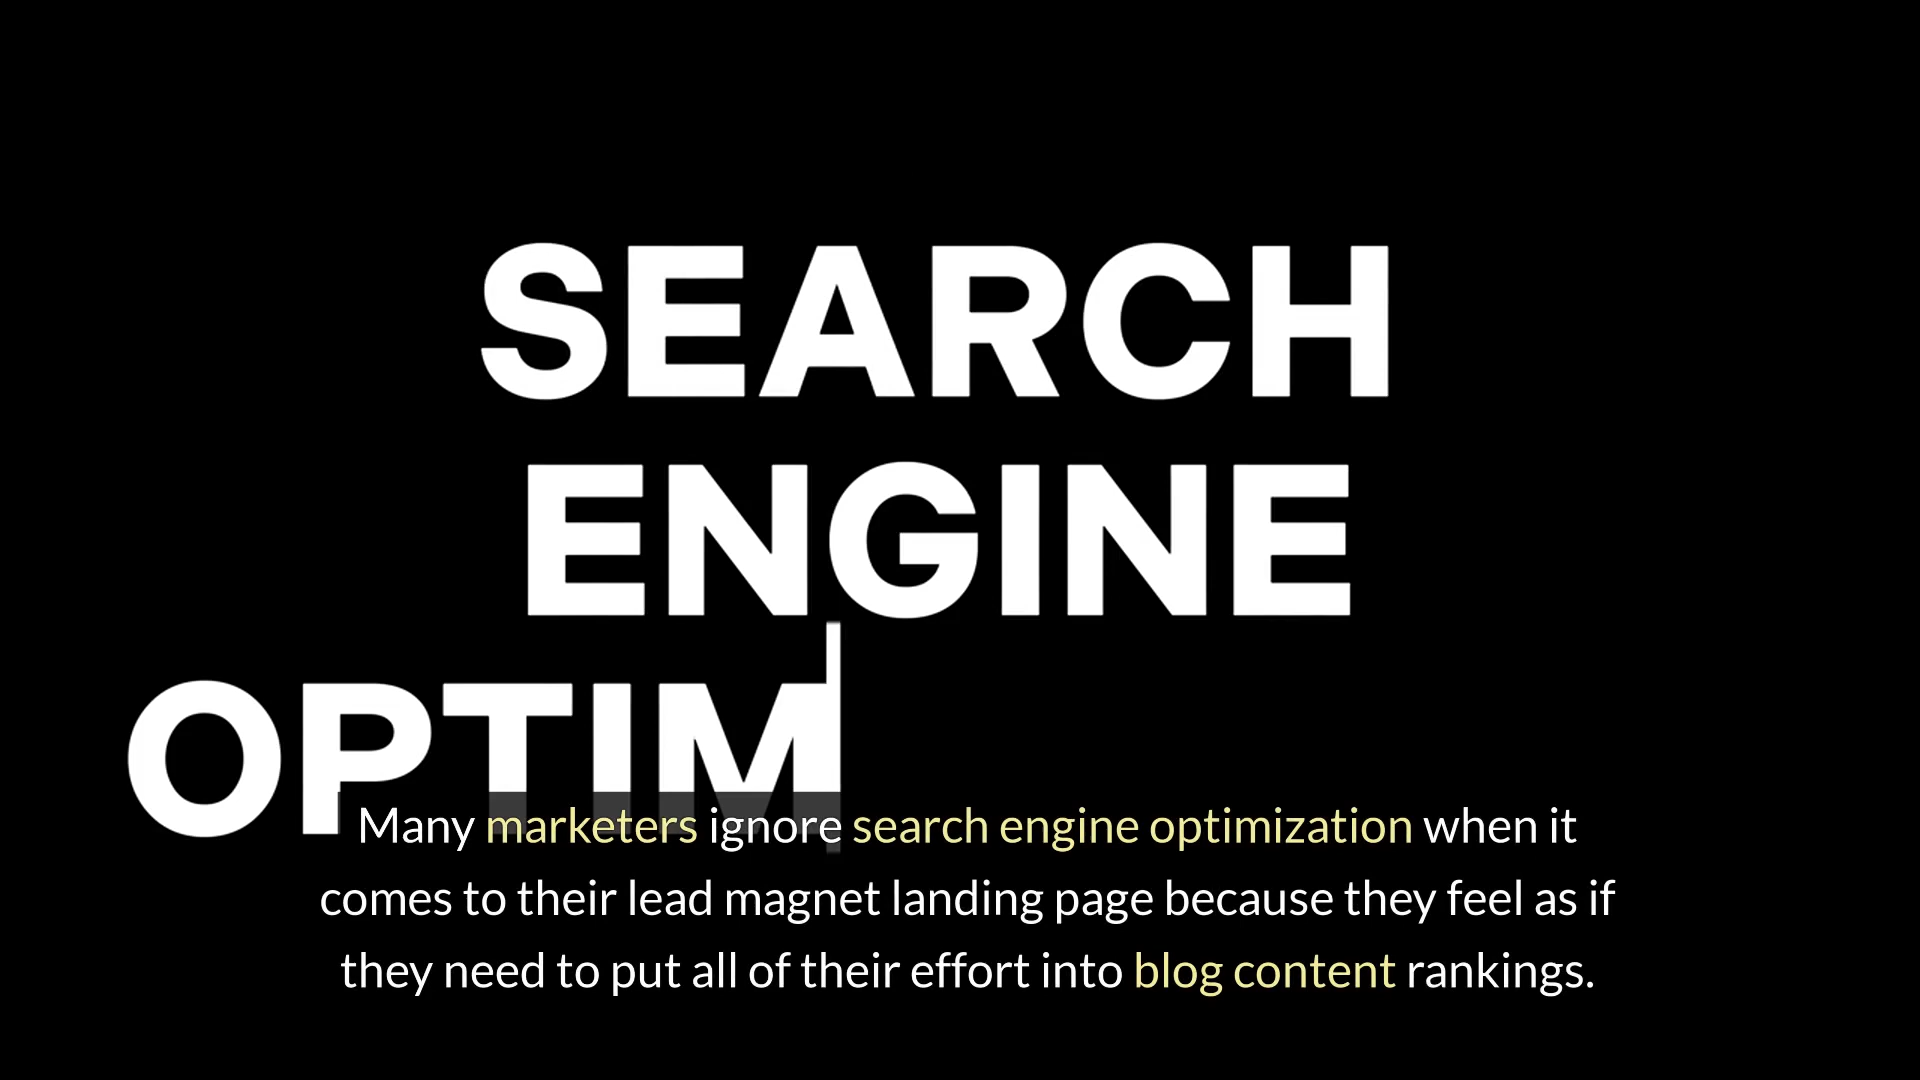 SEARCH
ENGINE
OPTIM
Many marketers ignore search engine optimization when it
comes to their lead magnet landing page because they feel as if
they need to put all of their effort into blog content rankings.